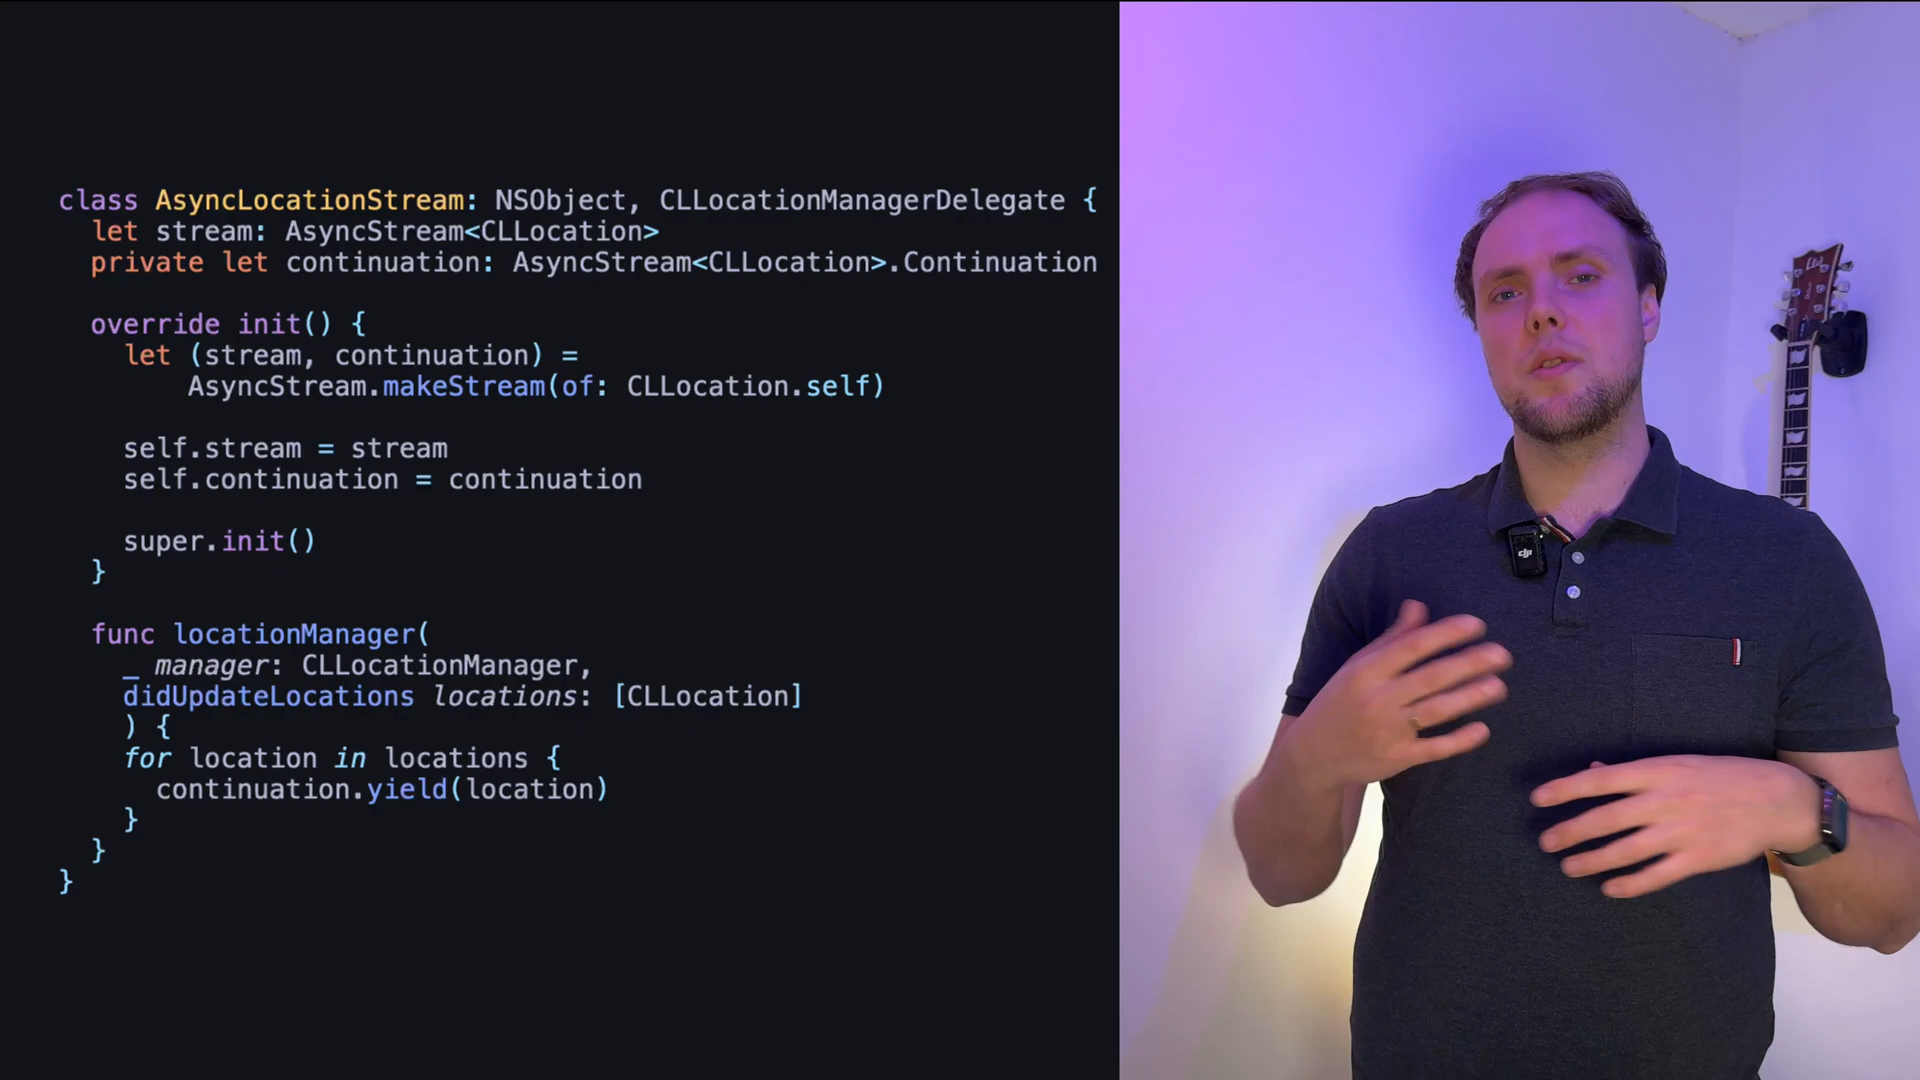 class AsyncLocationStream: NSObject, CLLocationManagerDelegate {
let stream: AsyncStream<CLLocation>
private let continuation: AsyncStream<CLLocation>.Continuation
override init() {
let (stream, continuation) =
AsyncStream.makeStream(of: CLLocation.self)
self.stream = stream
self.continuation = continuation
super.init()
}
func locationManager(
_ manager: CLLocationManager,
didUpdateLocations locations: [CLLocation]
) {
for location in locations {
continuation.yield(location)
}
}
}
dji